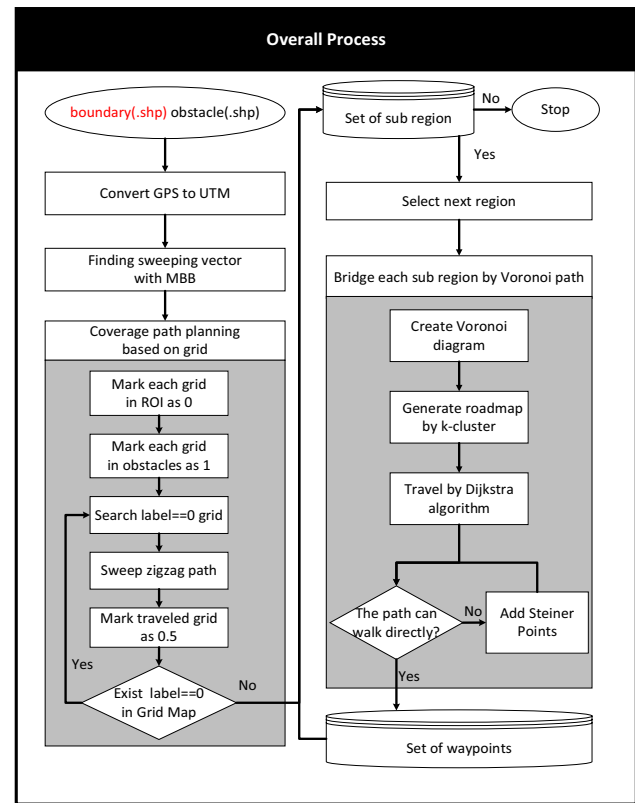 Overall Process
boundary(.shp) obstacle(.shp)
Convert GPS to UTM
Finding sweeping vector
with MBB
Coverage path planning
based on grid
Mark each grid
in ROI as 0
Mark each grid
in obstacles as 1
Search label==0 grid
Sweep zigzag path
Mark traveled grid
as 0.5
Yes
Exist label==0
in Grid Map
No
Set of sub region
No
Stop
Yes
Select next region
Bridge each sub region by Voronoi path
Create Voronoi
diagram
Generate roadmap
by k-cluster
Travel by Dijkstra
algorithm
The path can
walk directly?
No
Add Steiner
Points
Yes
Set of waypoints